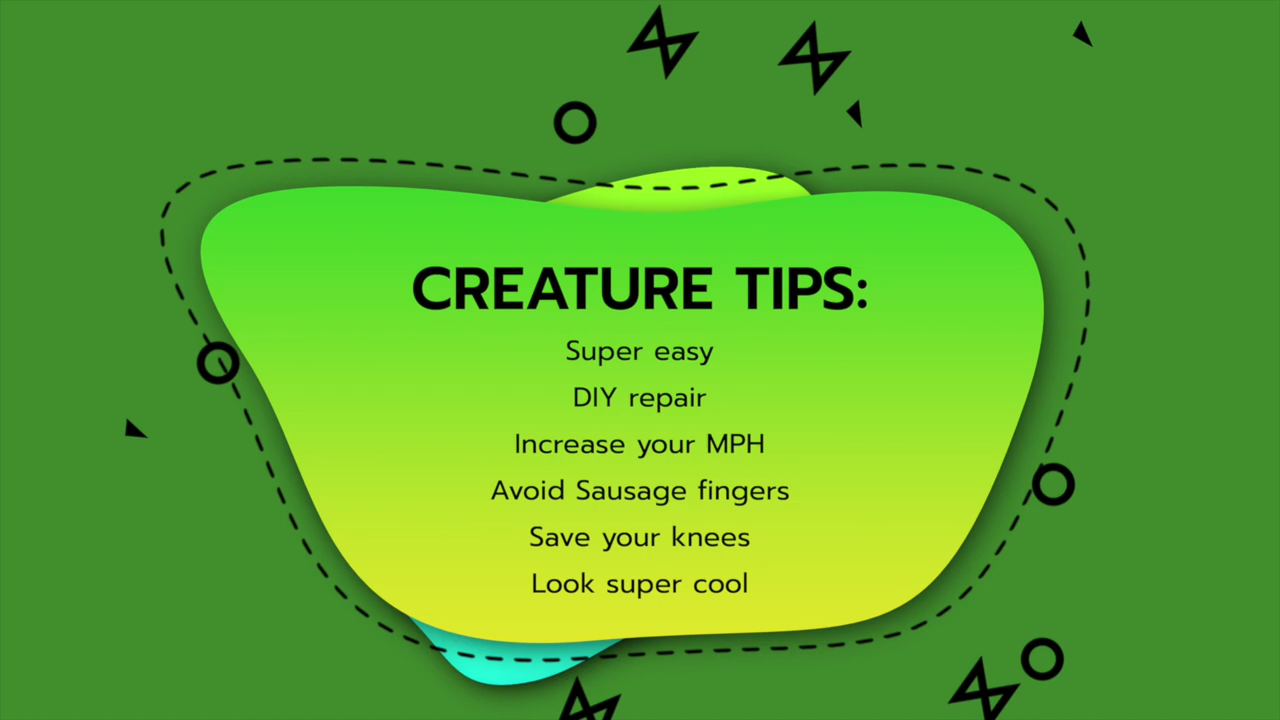 CREATURE TIPS:
Super easy
DIY repair
Increase your MPH
Avoid Sausage fingers
Save your knees
Look super cool